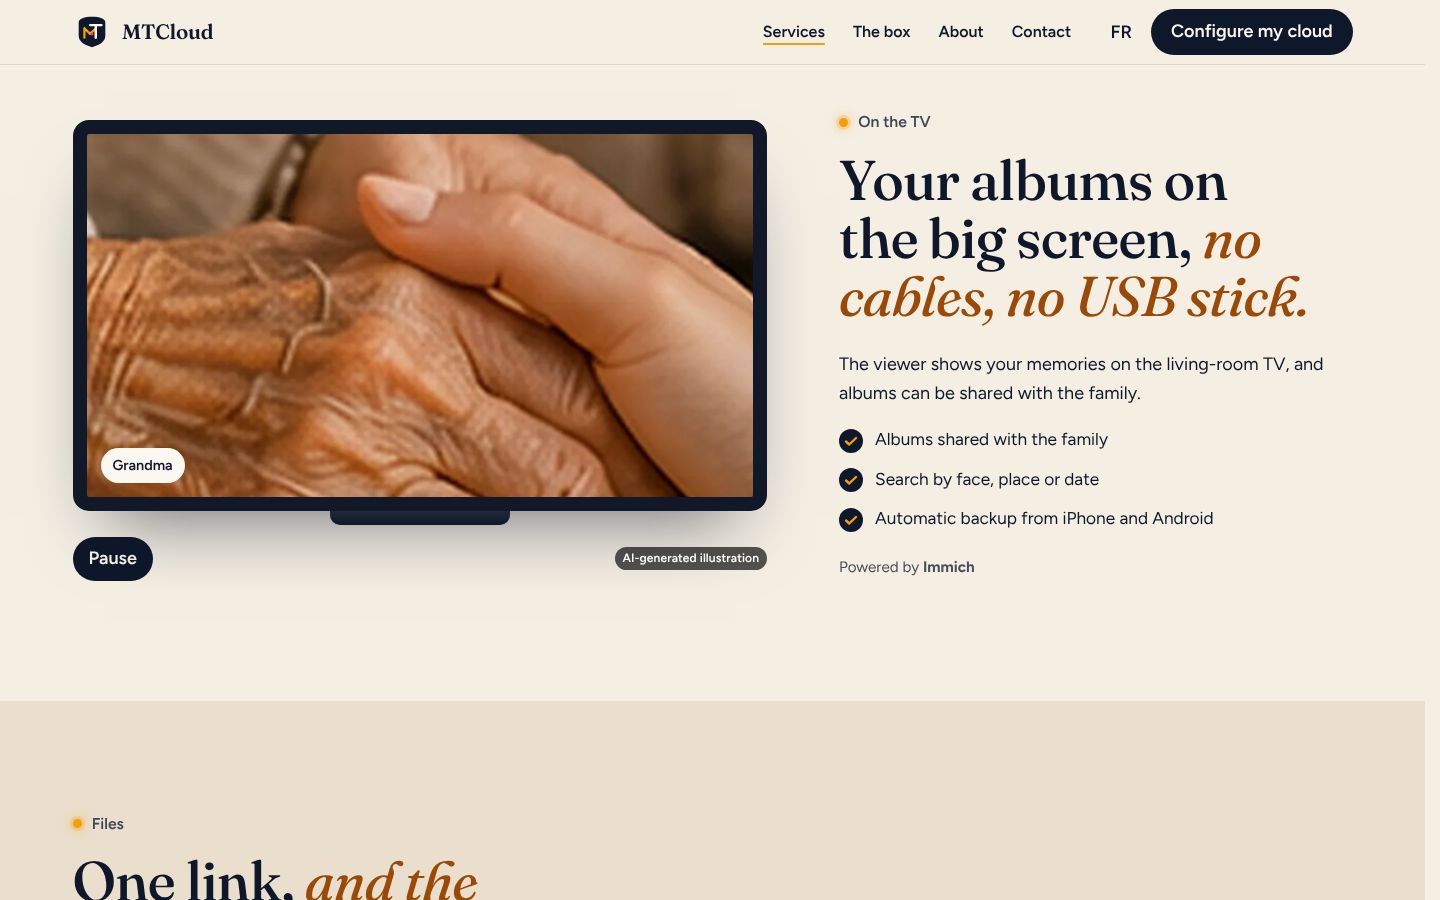 MTCloud
Services
The box
About
Contact
FR
Configure my cloud
Grandma
Pause
AI-generated illustration
On the TV
Your albums on
the big screen, no
cables, no USB stick.
The viewer shows your memories on the living-room TV, and
albums can be shared with the family.
Albums shared with the family
Search by face, place or date
Automatic backup from iPhone and Android
Powered by Immich
Files
One link, and the